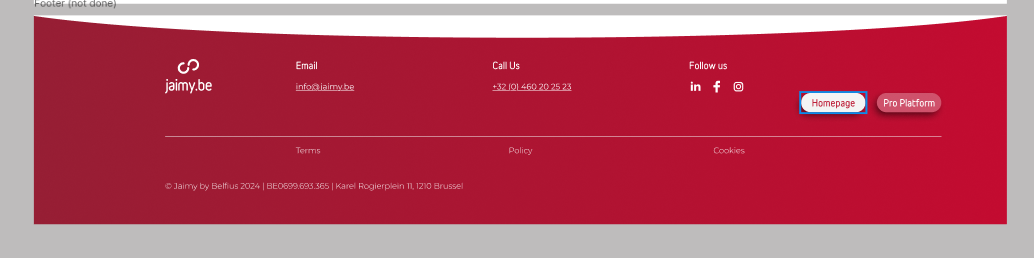 Footer (not done)
jaimy.be
Email
info@jaimy.be
Call Us
+32 (0) 460 20 25 23
Follow us
Homepage
Pro Platform
Terms
Policy
Cookies
© Jaimy by Belfius 2024 | BE0699.693.365 | Karel Rogierplein 11, 1210 Brussel